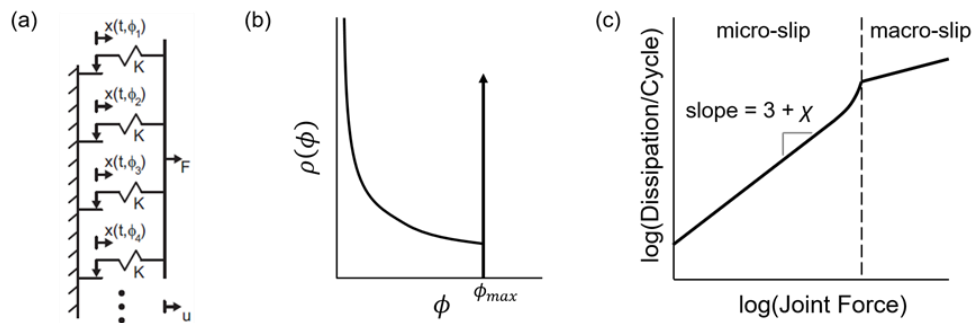 (a)
x(t,ϕ₁)
K
x(t,ϕ₂)
K
x(t,ϕ₃)
F
K
x(t,ϕ₄)
K
u
(b)
ρ(ϕ)
ϕ
ϕₘₐₓ
(c)
micro-slip
macro-slip
slope = 3 + χ
log(Dissipation/Cycle)
log(Joint Force)